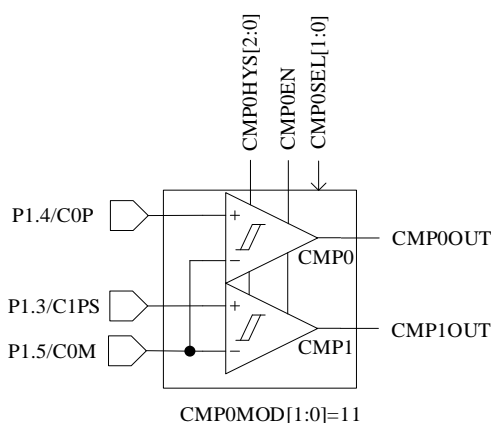 CMP0HYS[2:0]
CMP0EN
CMP0SEL[1:0]
P1.4/C0P
+
−
CMP0
CMP0OUT
P1.3/C1PS
+
P1.5/C0M
−
CMP1
CMP1OUT
CMP0MOD[1:0]=11